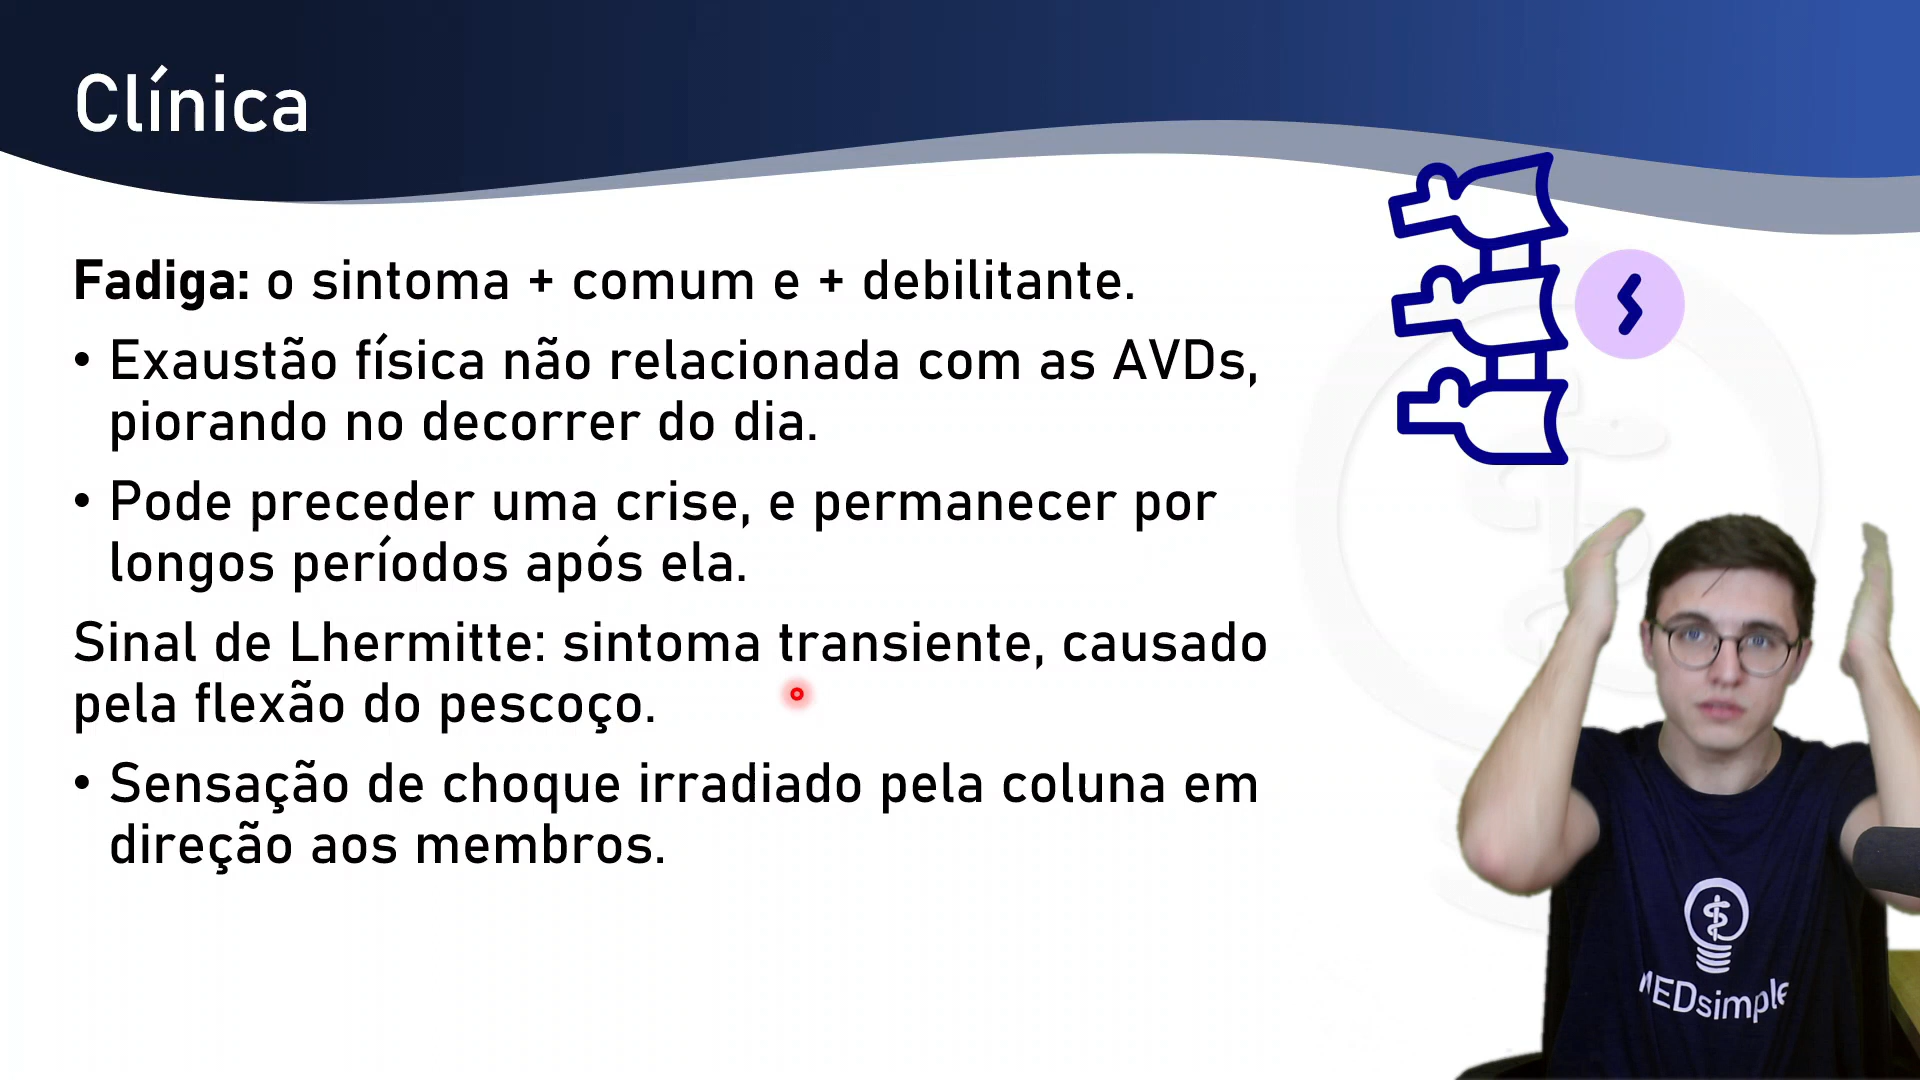 Clínica
Fadiga: o sintoma + comum e + debilitante.
• Exaustão física não relacionada com as AVDs,
piorando no decorrer do dia.
• Pode preceder uma crise, e permanecer por
longos períodos após ela.
Sinal de Lhermitte: sintoma transiente, causado
pela flexão do pescoço.
• Sensação de choque irradiado pela coluna em
direção aos membros.
MEDsimple